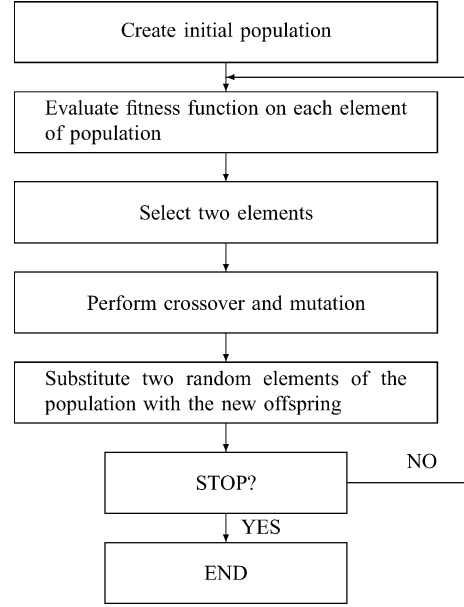 Create initial population
Evaluate fitness function on each element
of population
Select two elements
Perform crossover and mutation
Substitute two random elements of the
population with the new offspring
STOP?
NO
YES
END